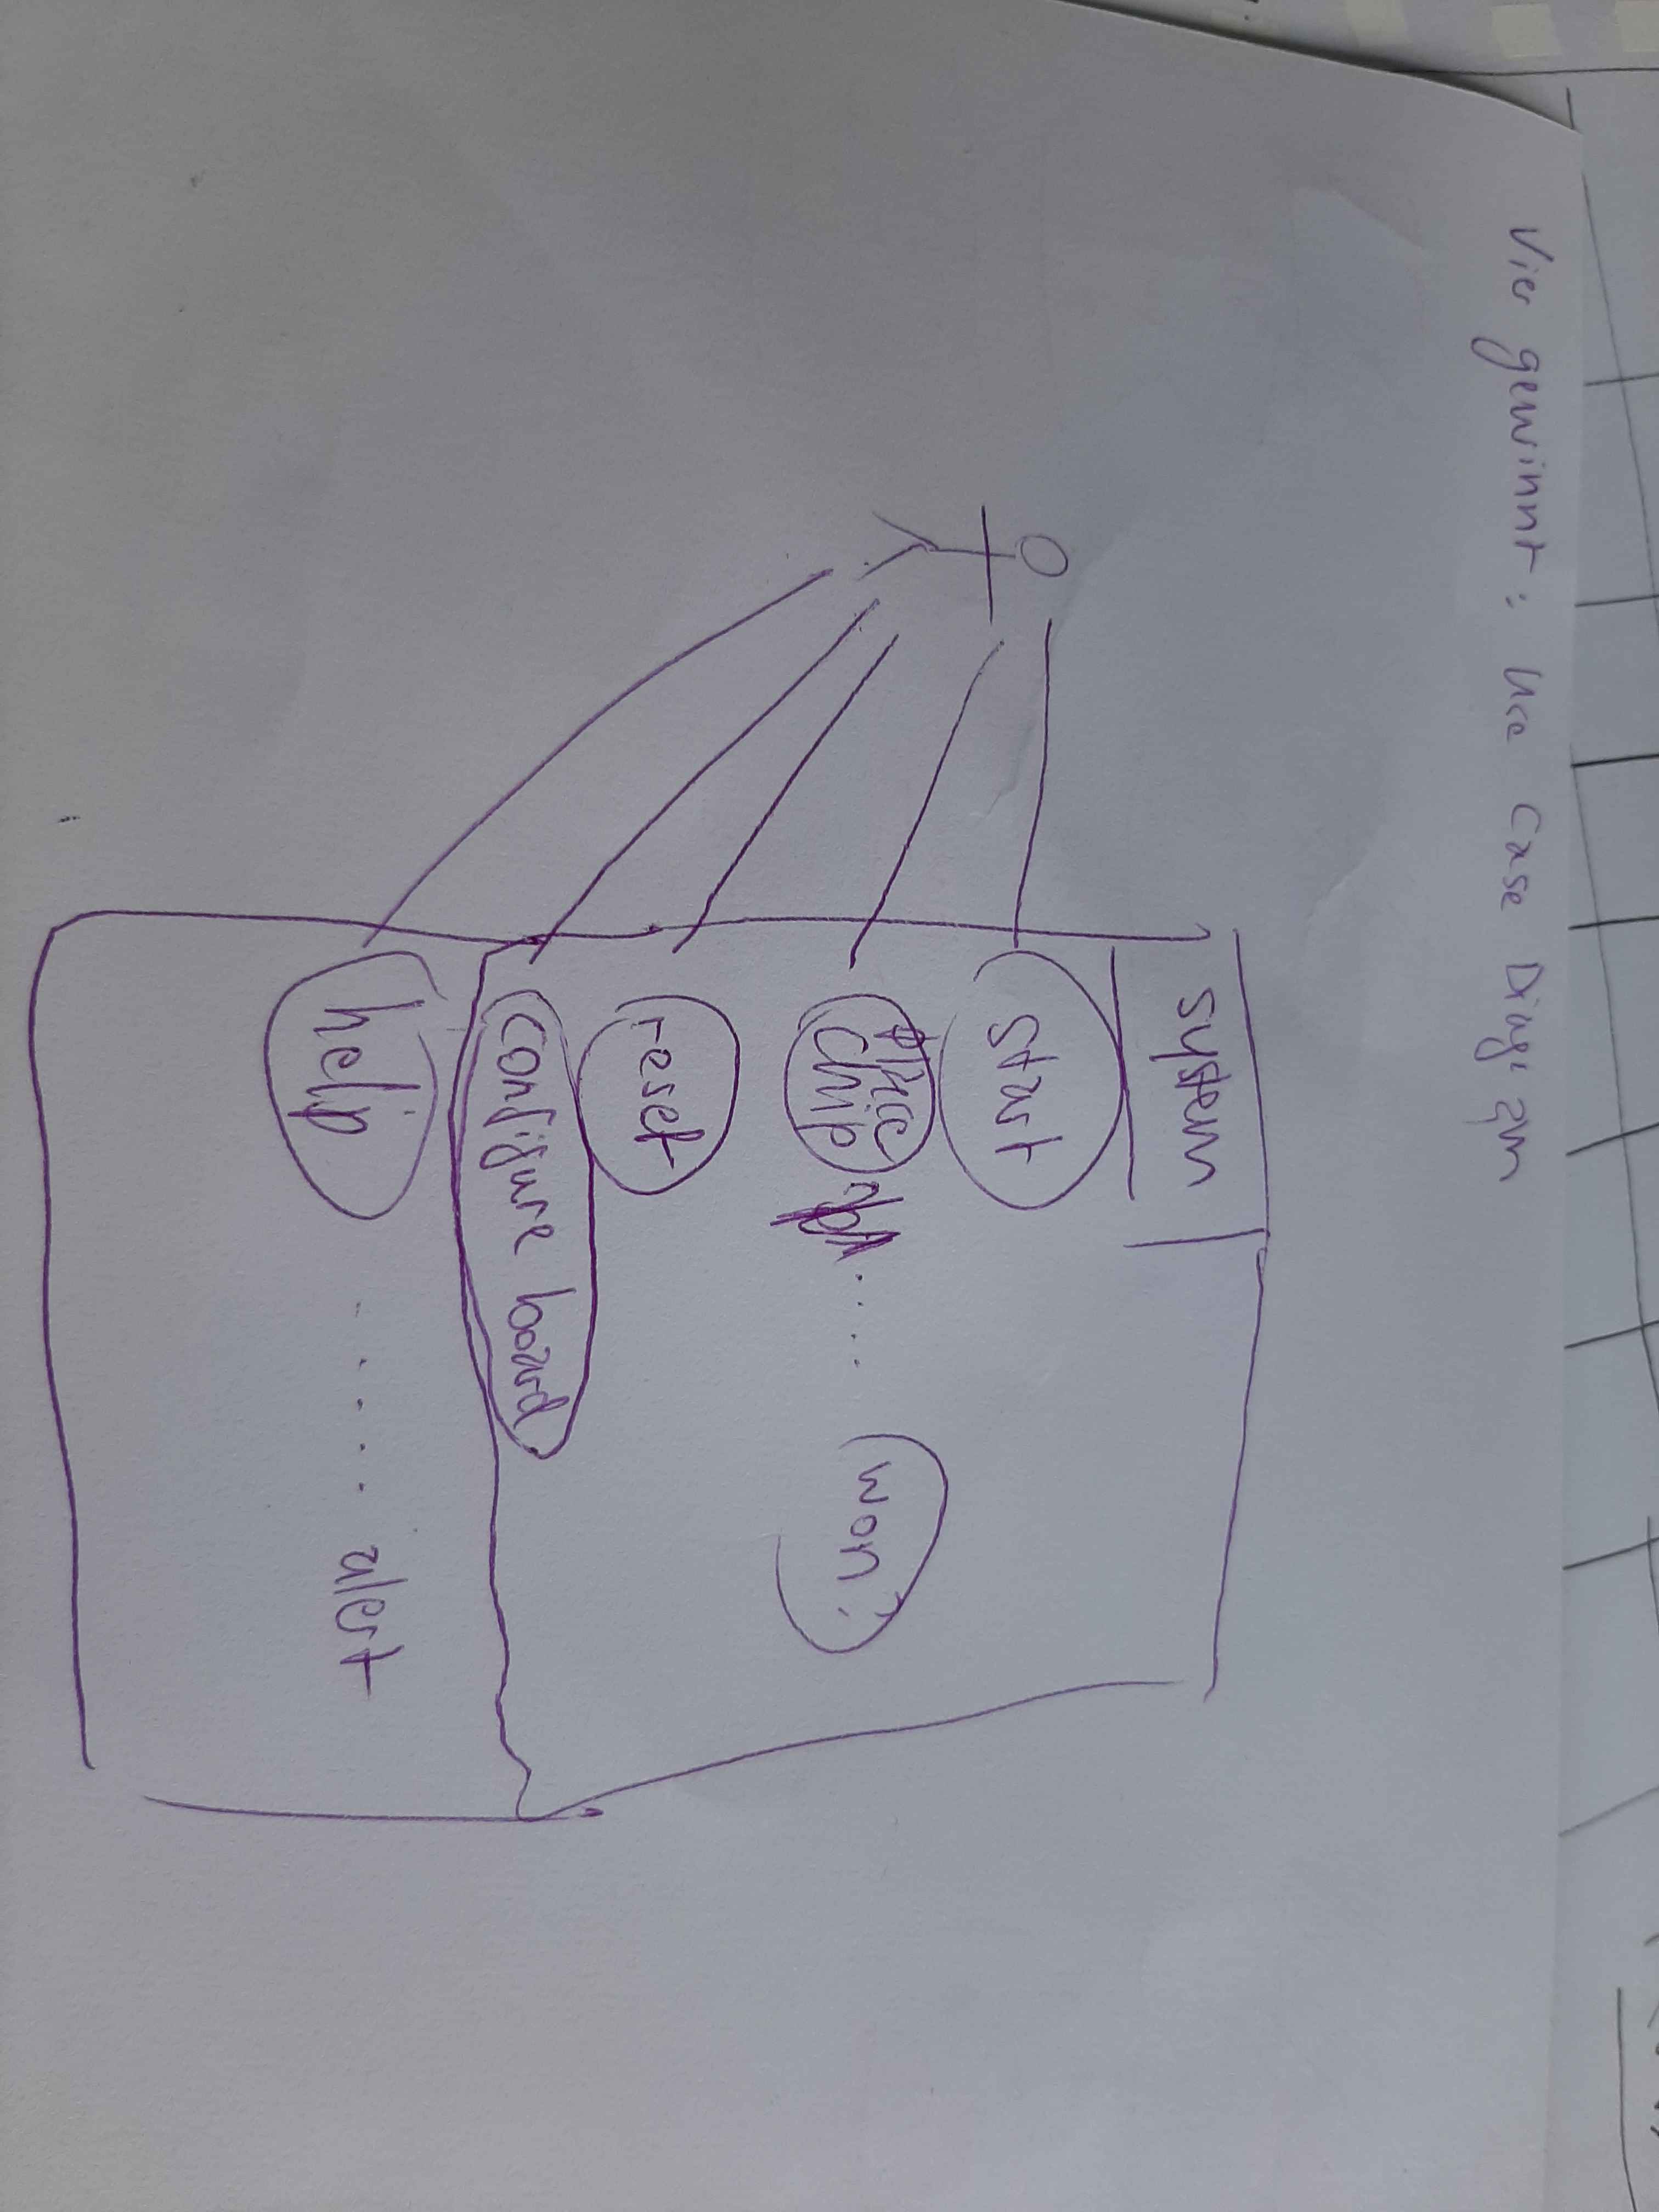 Vier gewinnt: Use Case Diagram
system
start
place
chip
won
reset
configure board
help
alert